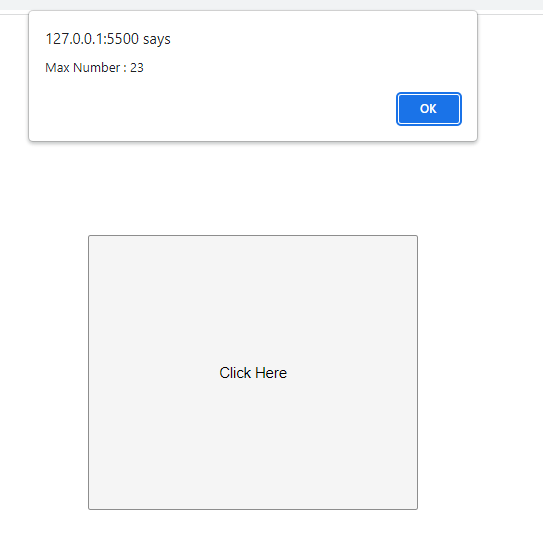 127.0.0.1:5500 says
Max Number : 23
OK
Click Here